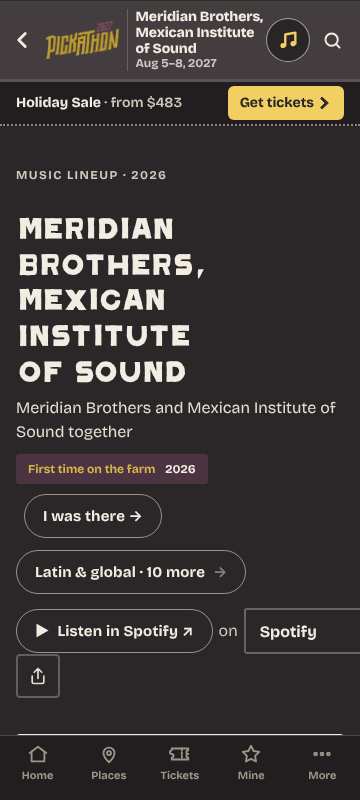 2027
PICKATHON
Meridian Brothers,
Mexican Institute
of Sound
Aug 5–8, 2027
Holiday Sale · from $483
Get tickets
MUSIC LINEUP · 2026
MERIDIAN
BROTHERS,
MEXICAN
INSTITUTE
OF SOUND
Meridian Brothers and Mexican Institute of
Sound together
First time on the farm 2026
I was there →
Latin & global · 10 more →
▶ Listen in Spotify ↗ on Spotify
Home Places Tickets Mine More